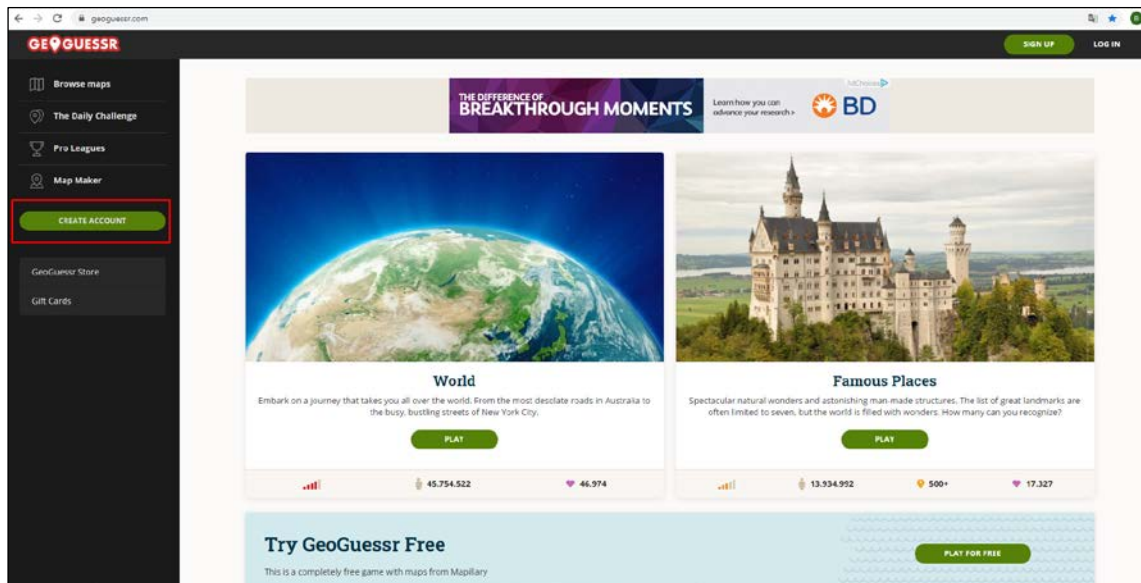 geoguessr.com
GEOGUESSR
SIGN UP
LOG IN
Browse maps
The Daily Challenge
Pro Leagues
Map Maker
CREATE ACCOUNT
GeoGuessr Store
Gift Cards
THE DIFFERENCE OF
BREAKTHROUGH MOMENTS
Learn how you can
advance your research >
BD
AdChoices
World
Embark on a journey that takes you all over the world. From the most desolate roads in Australia to
the busy, bustling streets of New York City.
PLAY
45.754.522
46.974
Famous Places
Spectacular natural wonders and astonishing man-made structures. The list of great landmarks are
often limited to seven, but the world is filled with wonders. How many can you recognize?
PLAY
13.934.992
500+
17.327
Try GeoGuessr Free
This is a completely free game with maps from Mapillary
PLAY FOR FREE